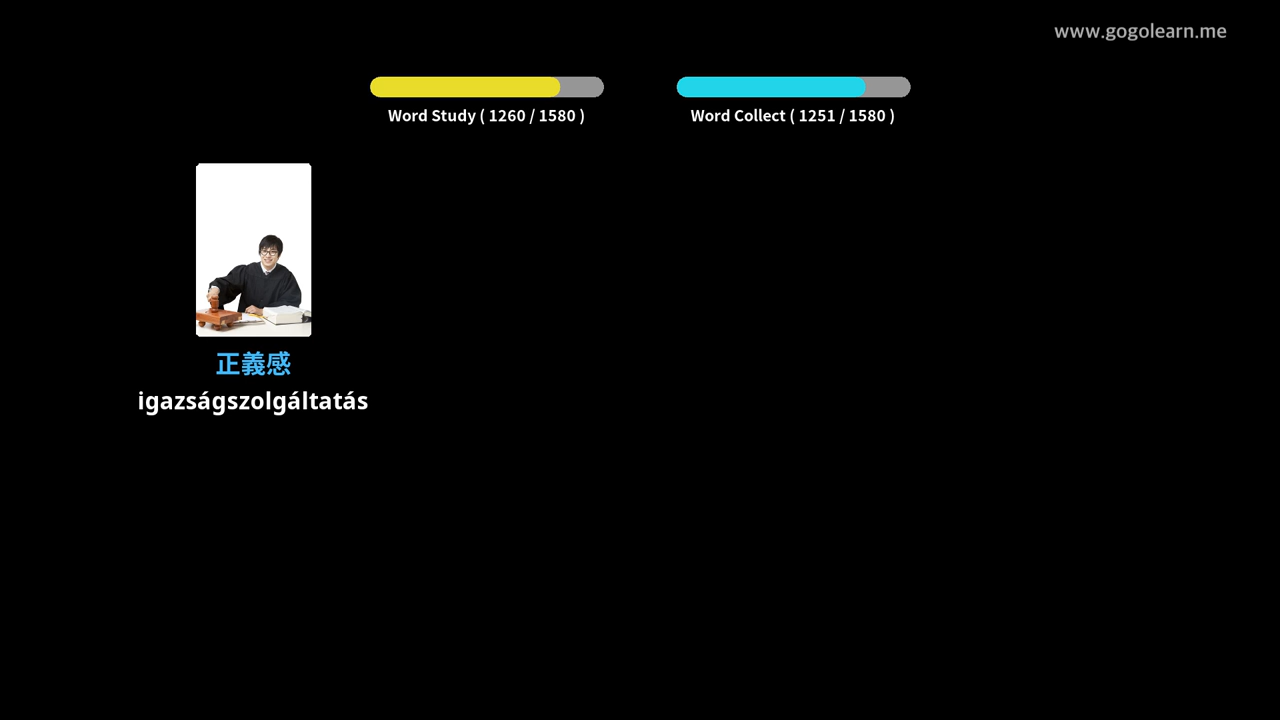 www.gogolearn.me
Word Study ( 1260 / 1580 )
Word Collect ( 1251 / 1580 )
正義感
igazságszolgáltatás